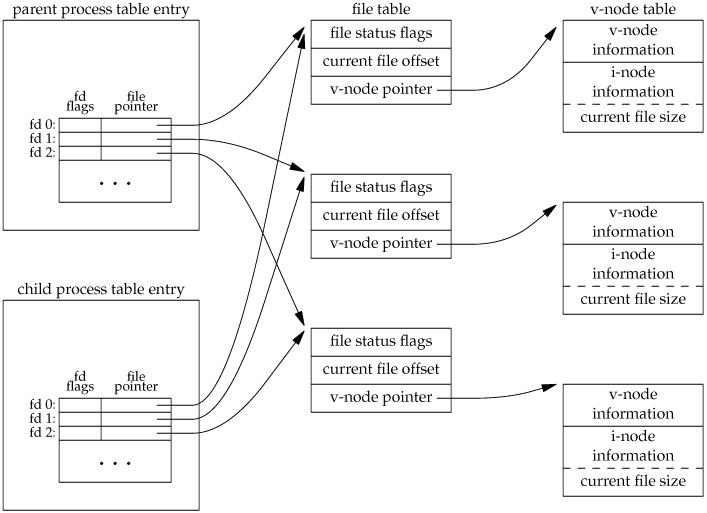 parent process table entry
fd
flags
file
pointer
fd 0:
fd 1:
fd 2:
. . .
child process table entry
fd
flags
file
pointer
fd 0:
fd 1:
fd 2:
. . .
file table
file status flags
current file offset
v-node pointer
file status flags
current file offset
v-node pointer
file status flags
current file offset
v-node pointer
v-node table
v-node
information
i-node
information
current file size
v-node
information
i-node
information
current file size
v-node
information
i-node
information
current file size